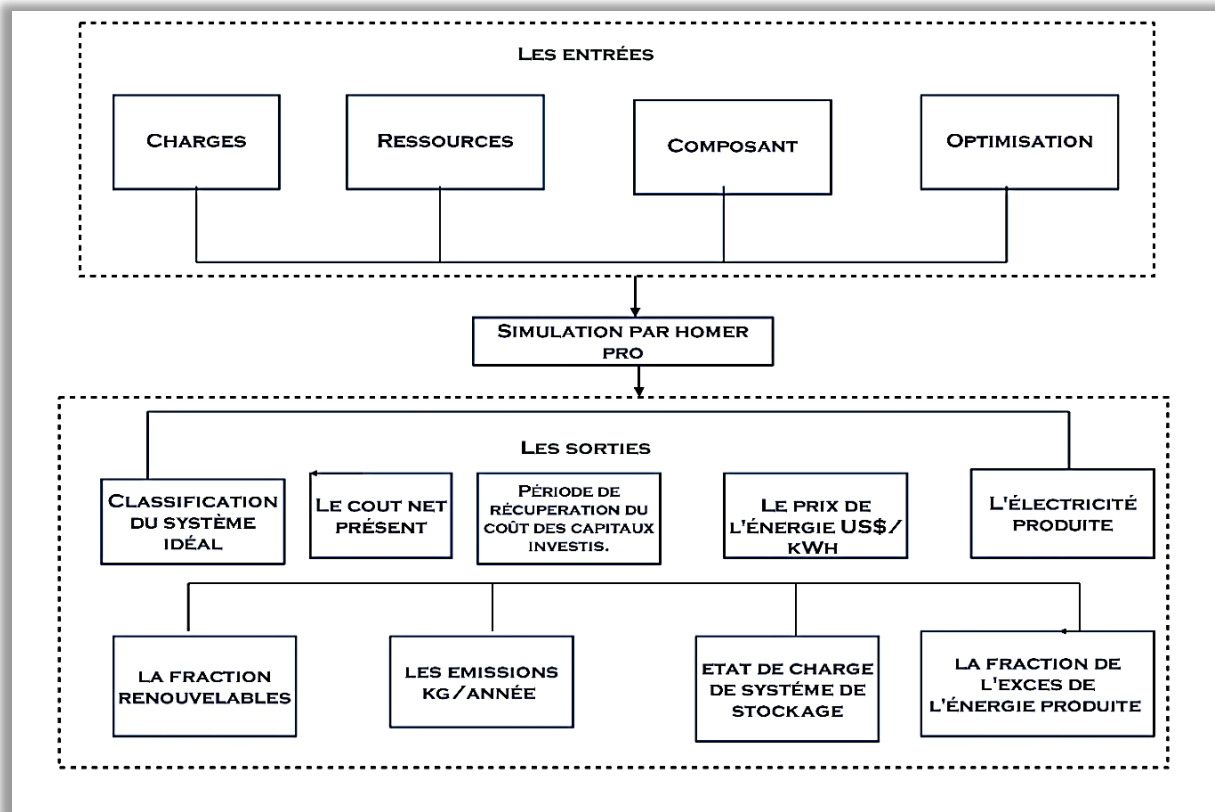 LES ENTRÉES
CHARGES
RESSOURCES
COMPOSANT
OPTIMISATION
SIMULATION PAR HOMER
PRO
LES SORTIES
CLASSIFICATION
DU SYSTÈME
IDÉAL
LE COUT NET
PRÉSENT
PÉRIODE DE
RÉCUPERATION DU
COÛT DES CAPITAUX
INVESTIS.
LE PRIX DE
L'ÉNERGIE US$/
KWH
L'ÉLECTRICITÉ
PRODUITE
LA FRACTION
RENOUVELABLES
LES EMISSIONS
KG/ANNÉE
ETAT DE CHARGE
DE SYSTÉME DE
STOCKAGE
LA FRACTION DE
L'EXCES DE
L'ÉNERGIE PRODUITE